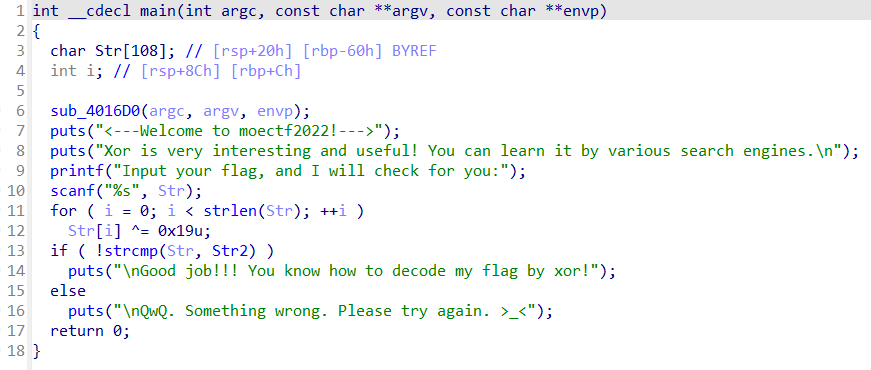 1 int __cdecl main(int argc, const char **argv, const char **envp)
2 {
3   char Str[108]; // [rsp+20h] [rbp-60h] BYREF
4   int i; // [rsp+8Ch] [rbp+Ch]
5
6   sub_4016D0(argc, argv, envp);
7   puts("<---Welcome to moectf2022!--->");
8   puts("Xor is very interesting and useful! You can learn it by various search engines.\n");
9   printf("Input your flag, and I will check for you:");
10   scanf("%s", Str);
11   for ( i = 0; i < strlen(Str); ++i )
12     Str[i] ^= 0x19u;
13   if ( !strcmp(Str, Str2) )
14     puts("\nGood job!!! You know how to decode my flag by xor!");
15   else
16     puts("\nQwQ. Something wrong. Please try again. >_<");
17   return 0;
18 }